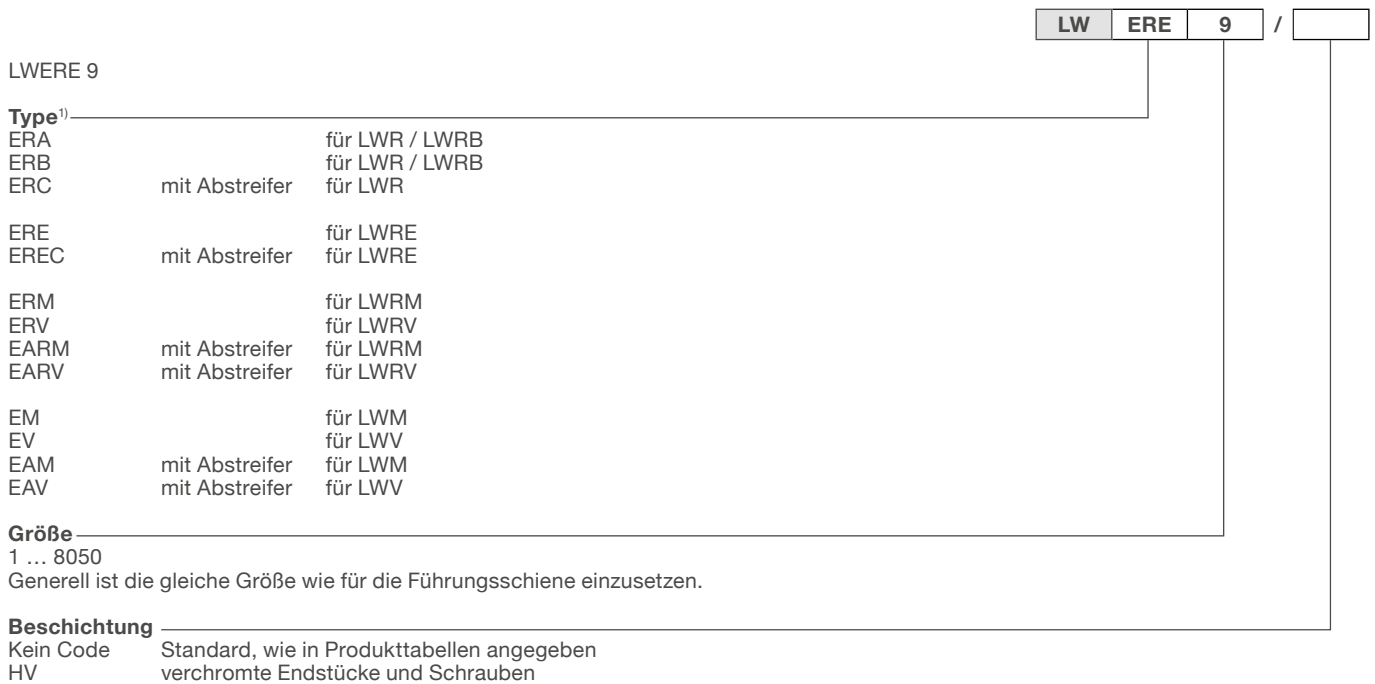 LW ERE 9 /
LWERE 9
Type1)
ERA für LWR / LWRB
ERB für LWR / LWRB
ERC mit Abstreifer für LWR
ERE für LWRE
EREC mit Abstreifer für LWRE
ERM für LWRM
ERV für LWRV
EARM mit Abstreifer für LWRM
EARV mit Abstreifer für LWRV
EM für LWM
EV für LWV
EAM mit Abstreifer für LWM
EAV mit Abstreifer für LWV
Größe
1 … 8050
Generell ist die gleiche Größe wie für die Führungsschiene einzusetzen.
Beschichtung
Kein Code Standard, wie in Produkttabellen angegeben
HV verchromte Endstücke und Schrauben